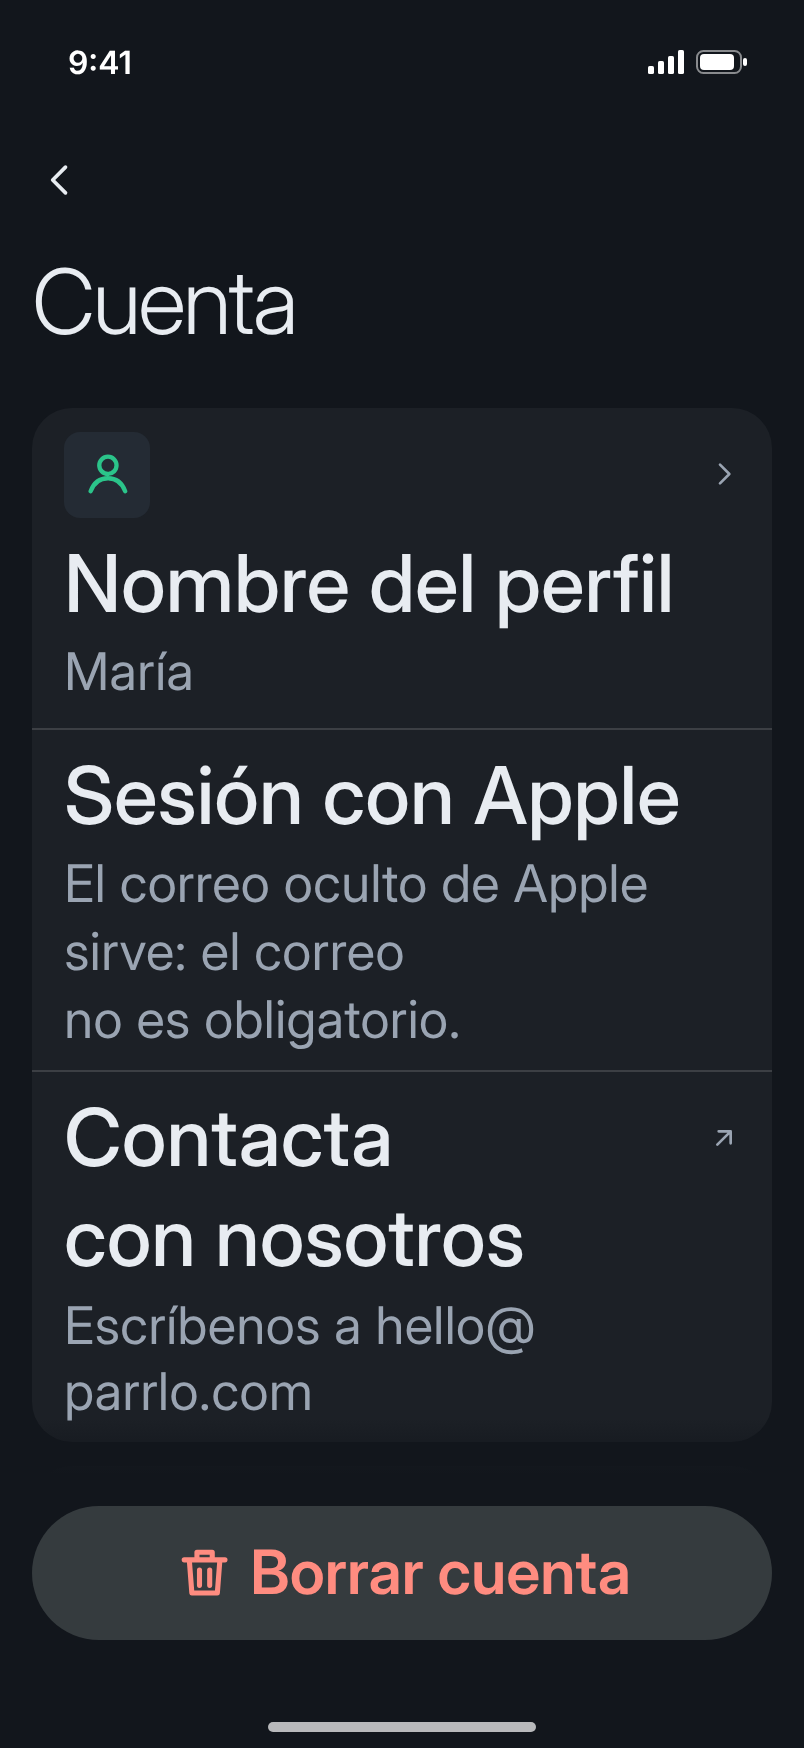 9:41
Cuenta
Nombre del perfil
María
Sesión con Apple
El correo oculto de Apple
sirve: el correo
no es obligatorio.
Contacta
con nosotros
Escríbenos a hello@
parrlo.com
Borrar cuenta